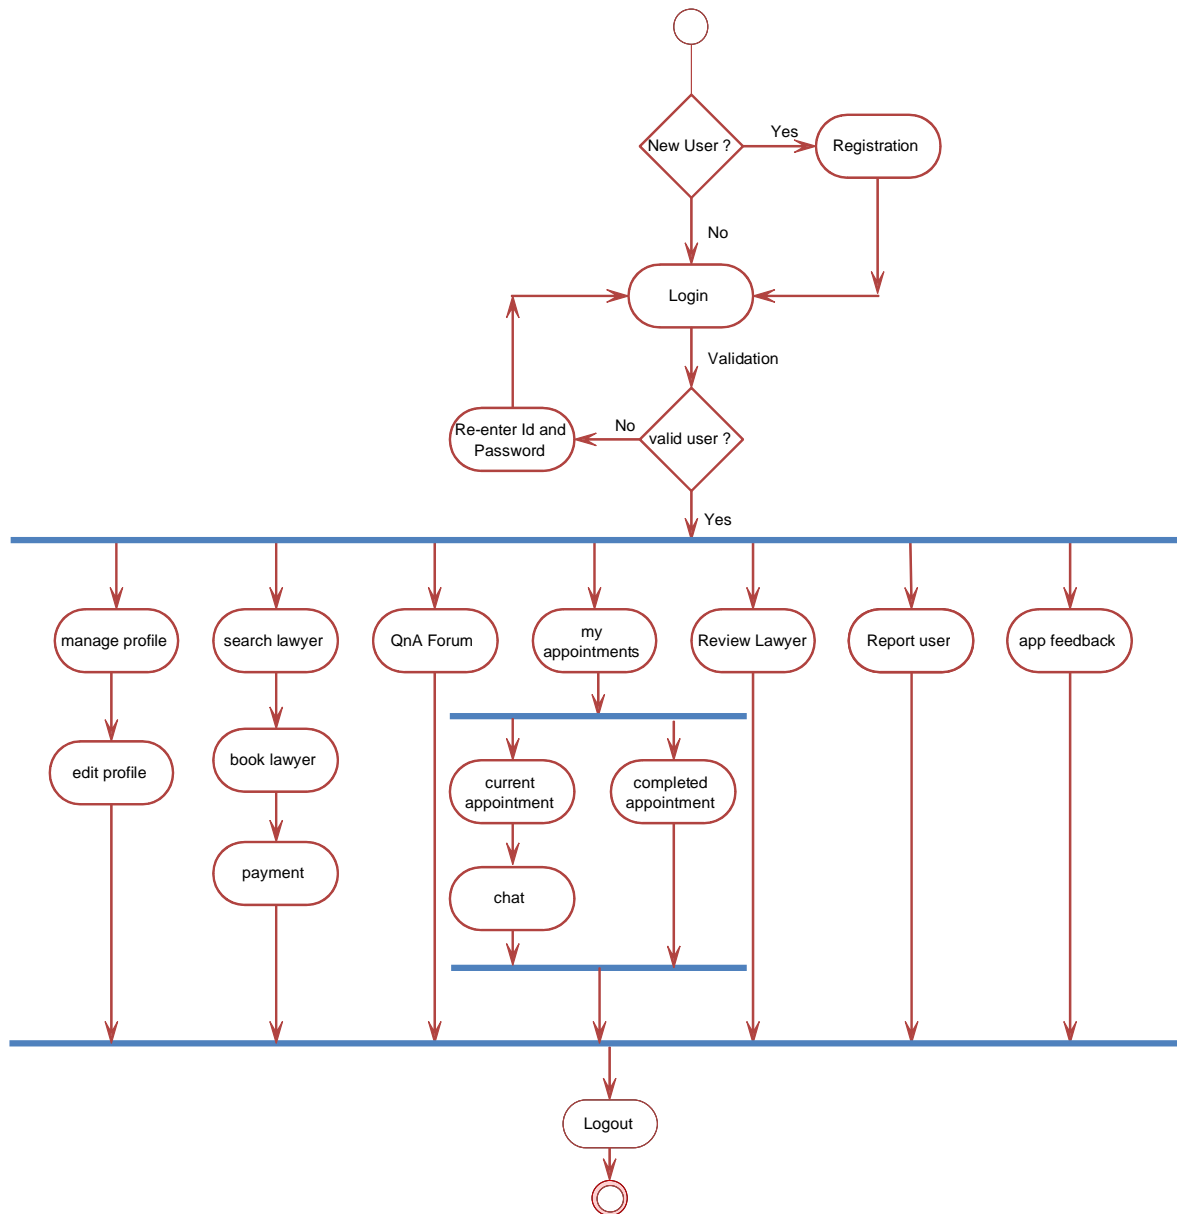 New User ?
Yes
Registration
No
Login
Validation
Re-enter Id and
Password
No
valid user ?
Yes
manage profile
search lawyer
QnA Forum
my
appointments
Review Lawyer
Report user
app feedback
edit profile
book lawyer
current
appointment
completed
appointment
payment
chat
Logout